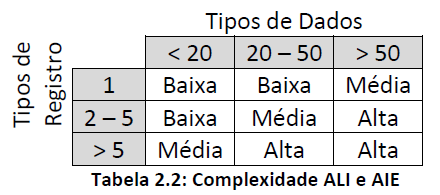 Tipos de Dados
< 20 20 – 50 > 50
Tipos de
Registro
1 Baixa Baixa Média
2 – 5 Baixa Média Alta
> 5 Média Alta Alta
Tabela 2.2: Complexidade ALI e AIE